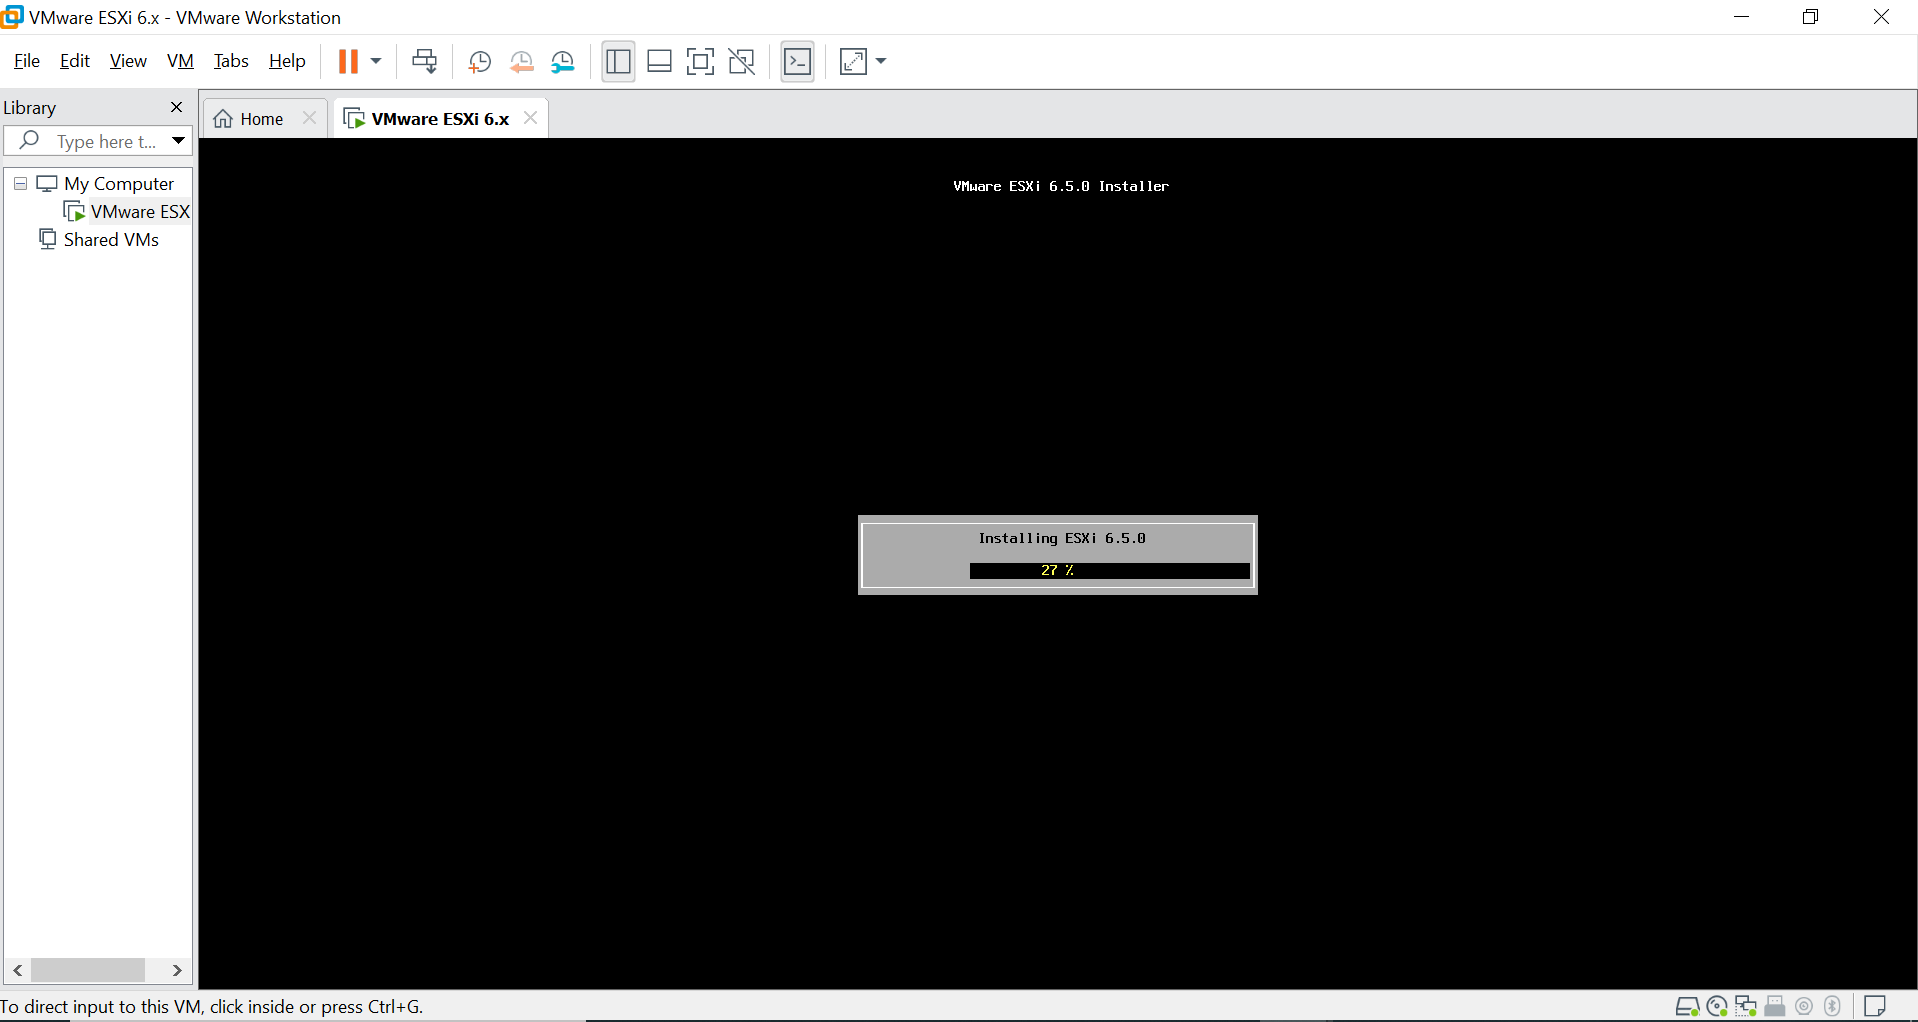 VMware ESXi 6.x - VMware Workstation
File Edit View VM Tabs Help
Library
Home
VMware ESXi 6.x
Type here t...
My Computer
VMware ESX
Shared VMs
VMware ESXi 6.5.0 Installer
Installing ESXi 6.5.0
27 %
To direct input to this VM, click inside or press Ctrl+G.